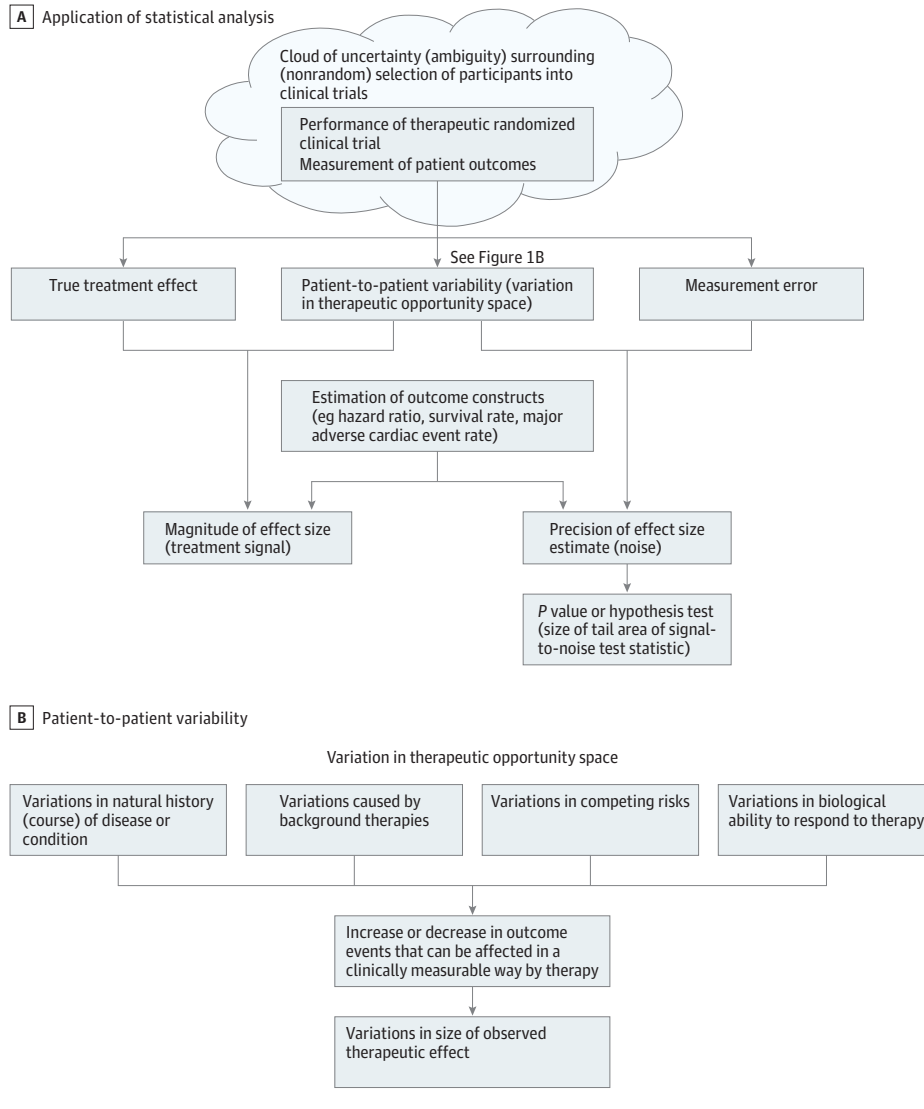 A Application of statistical analysis
Cloud of uncertainty (ambiguity) surrounding
(nonrandom) selection of participants into
clinical trials
Performance of therapeutic randomized
clinical trial
Measurement of patient outcomes
See Figure 1B
True treatment effect
Patient-to-patient variability (variation
in therapeutic opportunity space)
Measurement error
Estimation of outcome constructs
(eg hazard ratio, survival rate, major
adverse cardiac event rate)
Magnitude of effect size
(treatment signal)
Precision of effect size
estimate (noise)
P value or hypothesis test
(size of tail area of signal-
to-noise test statistic)
B Patient-to-patient variability
Variation in therapeutic opportunity space
Variations in natural history
(course) of disease or
condition
Variations caused by
background therapies
Variations in competing risks
Variations in biological
ability to respond to therapy
Increase or decrease in outcome
events that can be affected in a
clinically measurable way by therapy
Variations in size of observed
therapeutic effect